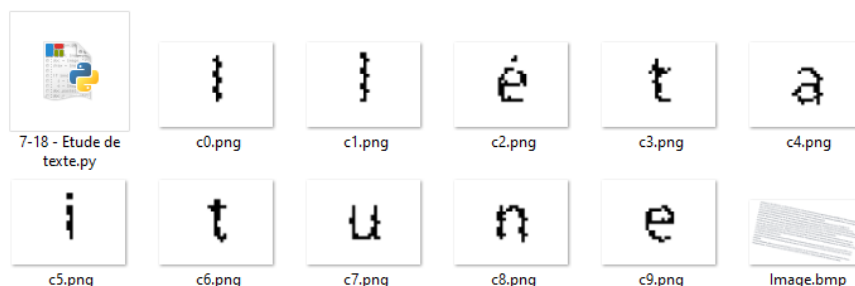 l l é t a
7-18 - Etude de c0.png c1.png c2.png c3.png c4.png
texte.py
i t u n e
c5.png c6.png c7.png c8.png c9.png Image.bmp